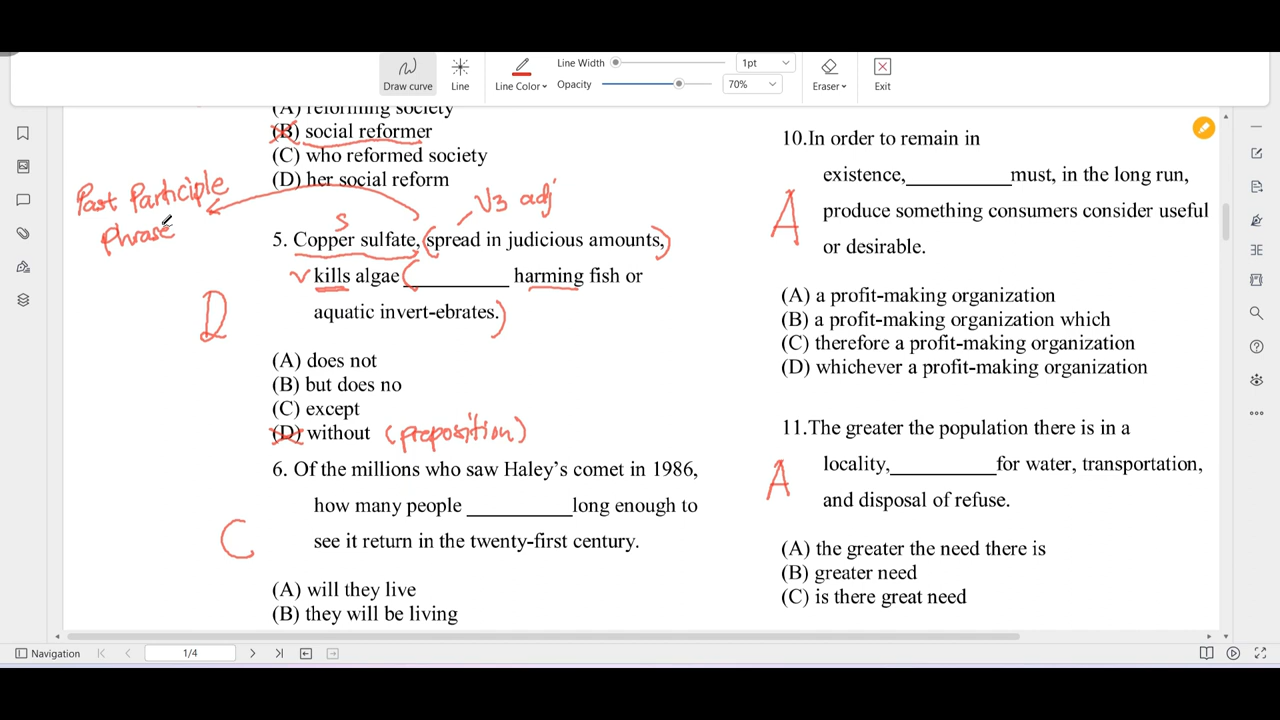 Draw curve
Line
Line Color
Line Width
1pt
Opacity
70%
Eraser
Exit
(A) reforming society
(B) social reformer
(C) who reformed society
(D) her social reform
Past Participle
Phrase
V3 adj
S
5. Copper sulfate, (spread in judicious amounts,)
V kills algae (__________ harming fish or
aquatic invert-ebrates.)
D
(A) does not
(B) but does no
(C) except
(D) without (preposition)
6. Of the millions who saw Haley's comet in 1986,
how many people __________long enough to
see it return in the twenty-first century.
C
(A) will they live
(B) they will be living
10.In order to remain in
existence,__________must, in the long run,
produce something consumers consider useful
or desirable.
A
(A) a profit-making organization
(B) a profit-making organization which
(C) therefore a profit-making organization
(D) whichever a profit-making organization
11.The greater the population there is in a
locality,__________for water, transportation,
and disposal of refuse.
A
(A) the greater the need there is
(B) greater need
(C) is there great need
Navigation
1/4